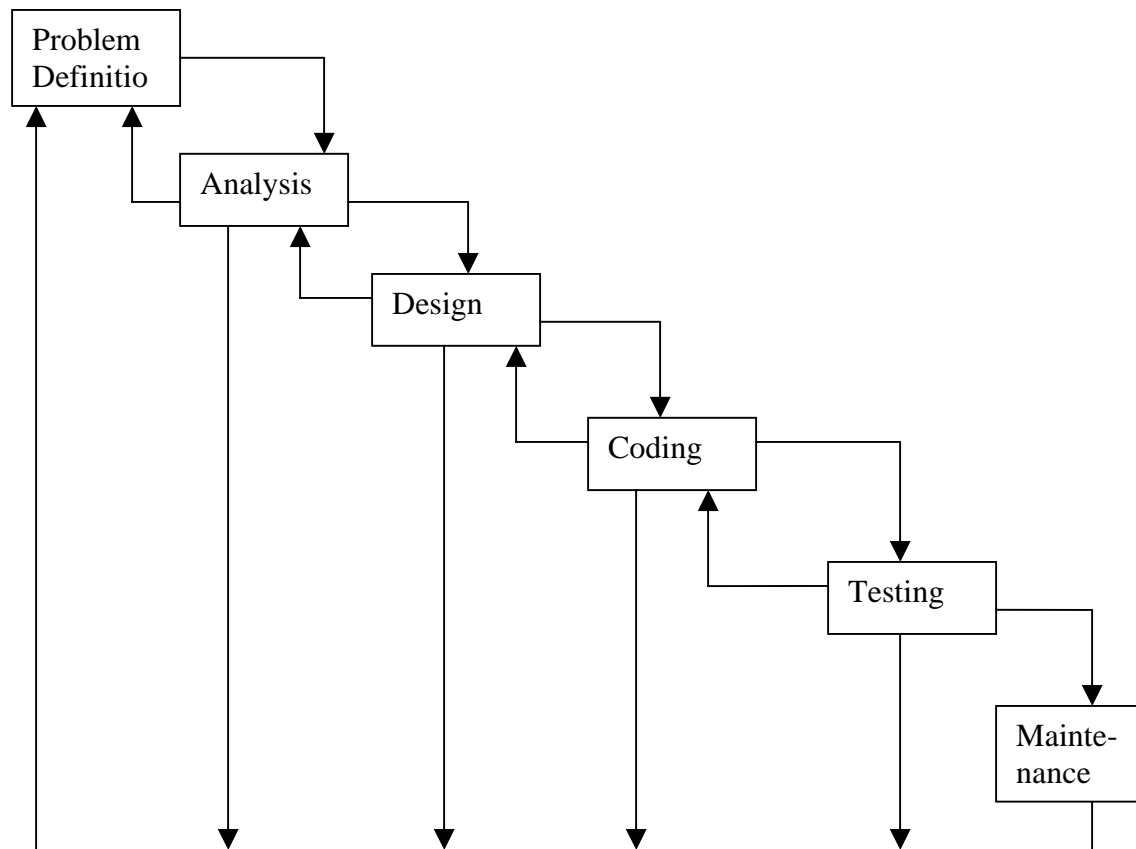 Problem
Definitio
Analysis
Design
Coding
Testing
Mainte-
nance